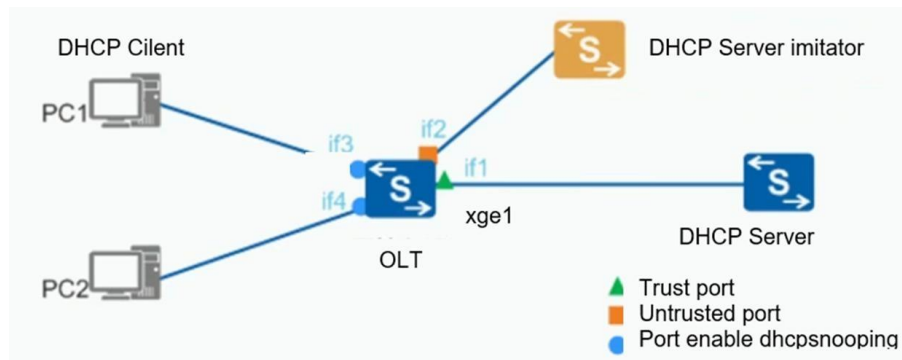 DHCP Cilent
DHCP Server imitator
PC1
if2
if3
if1
S
S
S
if4
xge1
DHCP Server
OLT
PC2
Trust port
Untrusted port
Port enable dhcpsnooping